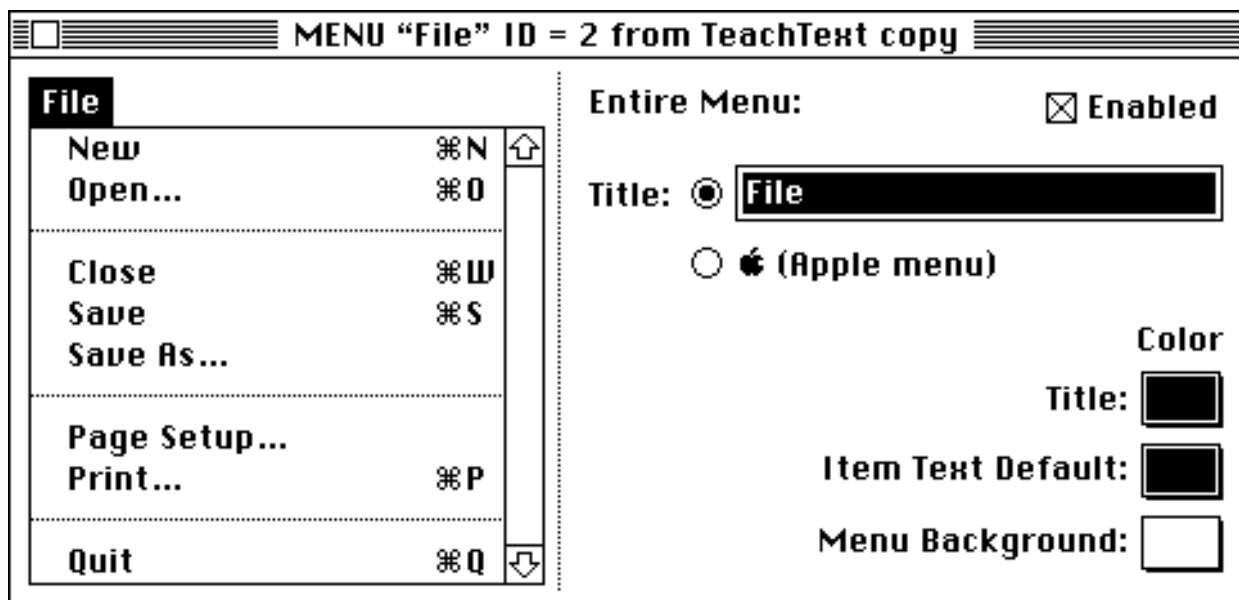 MENU “File” ID = 2 from TeachText copy
File
New ⌘N
Open... ⌘O
Close ⌘W
Save ⌘S
Save As...
Page Setup...
Print... ⌘P
Quit ⌘Q
Entire Menu: Enabled
Title: File
 (Apple menu)
Color
Title:
Item Text Default:
Menu Background: